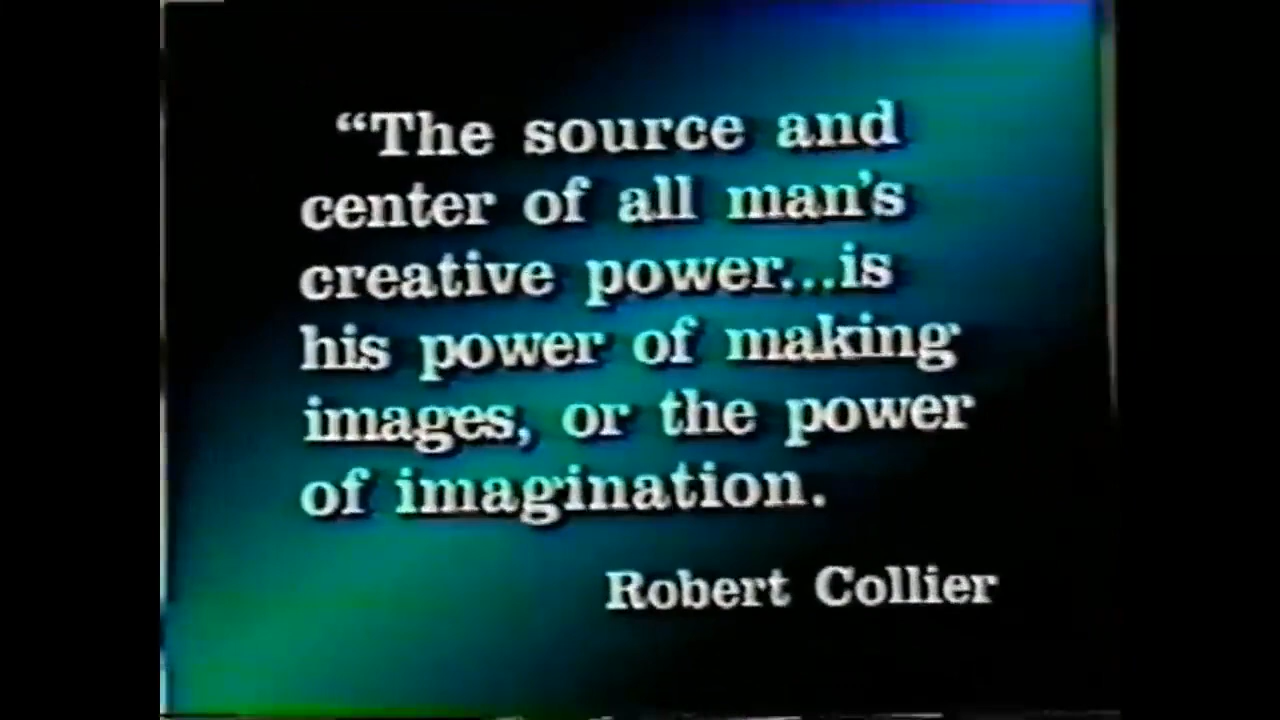 “The source and
center of all man's
creative power...is
his power of making
images, or the power
of imagination.
Robert Collier